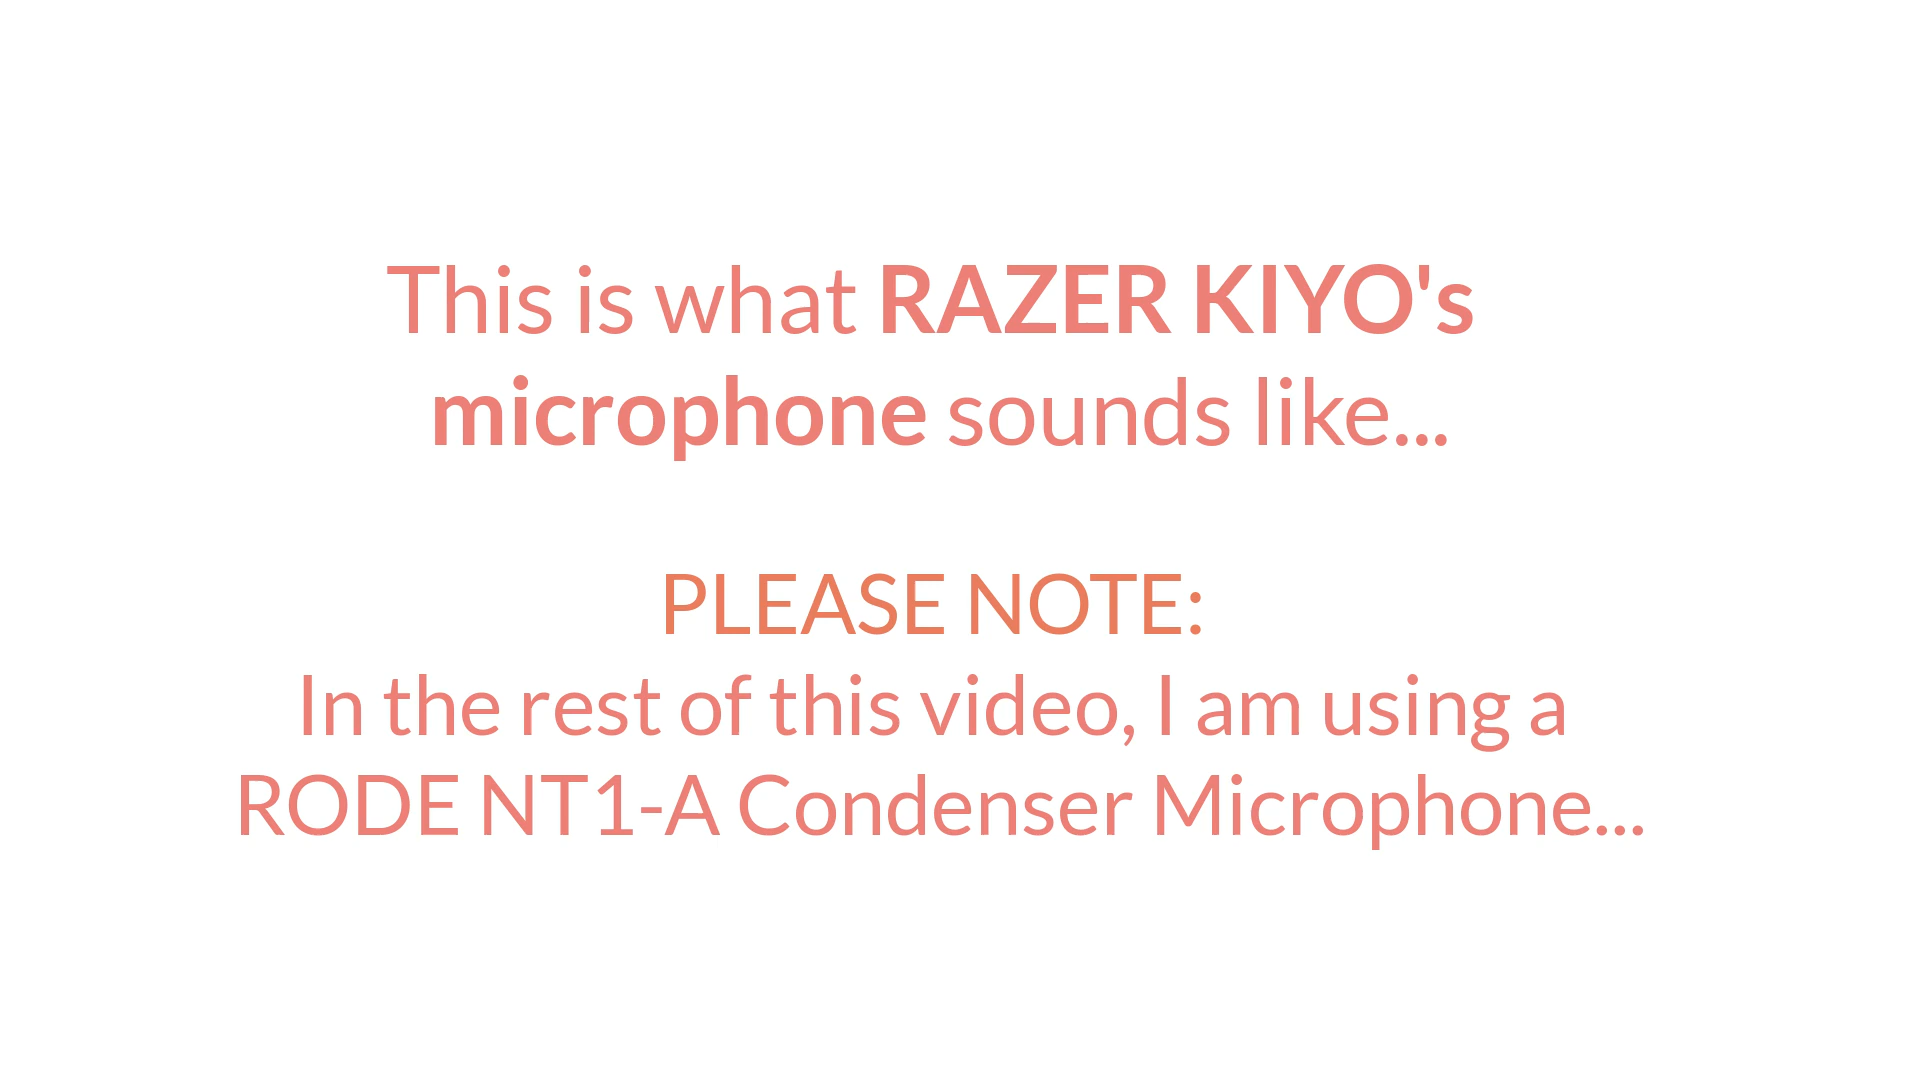 This is what RAZER KIYO's
microphone sounds like...
PLEASE NOTE:
In the rest of this video, I am using a
RODE NT1-A Condenser Microphone...